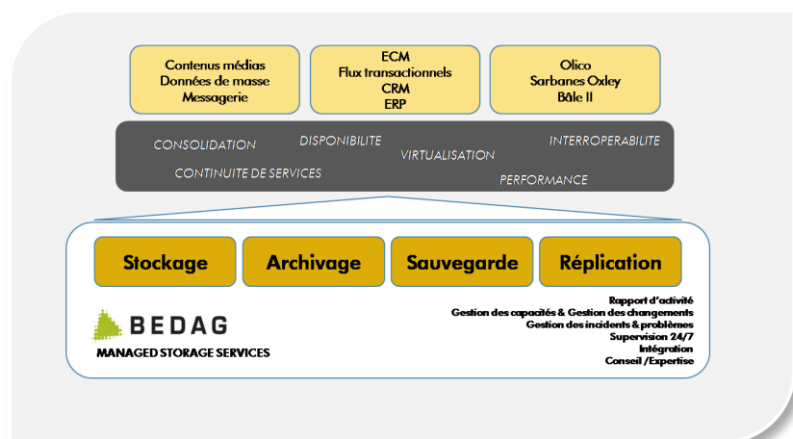 Contenus médias
Données de masse
Messagerie
ECM
Flux transactionnels
CRM
ERP
Olico
Sarbanes Oxley
Bâle II
CONSOLIDATION
DISPONIBILITE
VIRTUALISATION
INTERROPERABILITE
CONTINUITE DE SERVICES
PERFORMANCE
Stockage
Archivage
Sauvegarde
Réplication
BEDAG
MANAGED STORAGE SERVICES
Rapport d'activité
Gestion des capacités & Gestion des changements
Gestion des incidents & problèmes
Supervision 24/7
Intégration
Conseil /Expertise